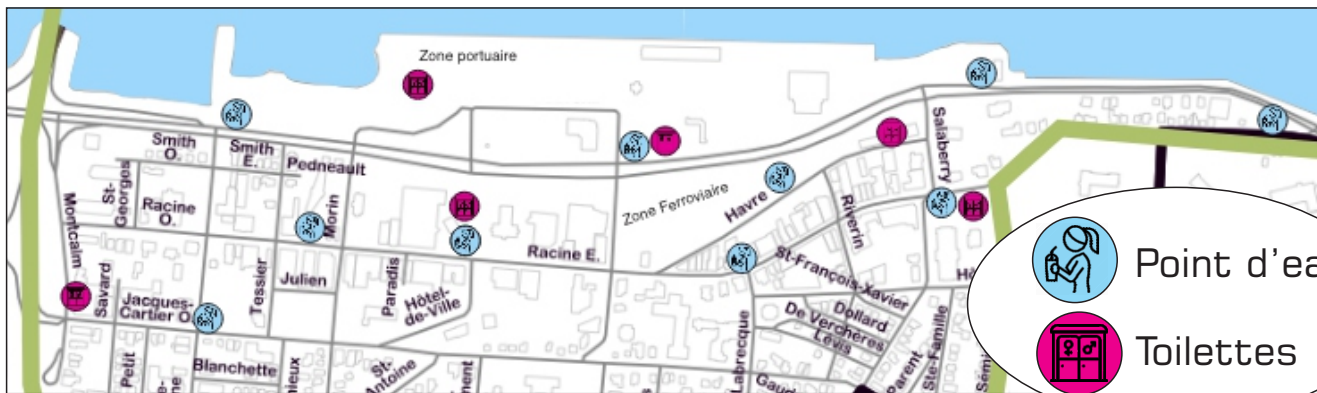 Zone portuaire
Smith
O.
Smith
E.
Pedneault
Salaberry
St-
Georges
Montcalm
Racine
O.
Morin
Zone Ferroviaire
Havre
Riverin
Racine E.
St-François-Xavier
Savard
Jacques-
Cartier O.
Tessier
Julien
Paradis
Hôtel-
de-Ville
Dollard
De Verchères
Lévis
Labrecque
Parent
Ste-Famille
Petit
Blanchette
St-
Antoine
Point d'ea
Toilettes